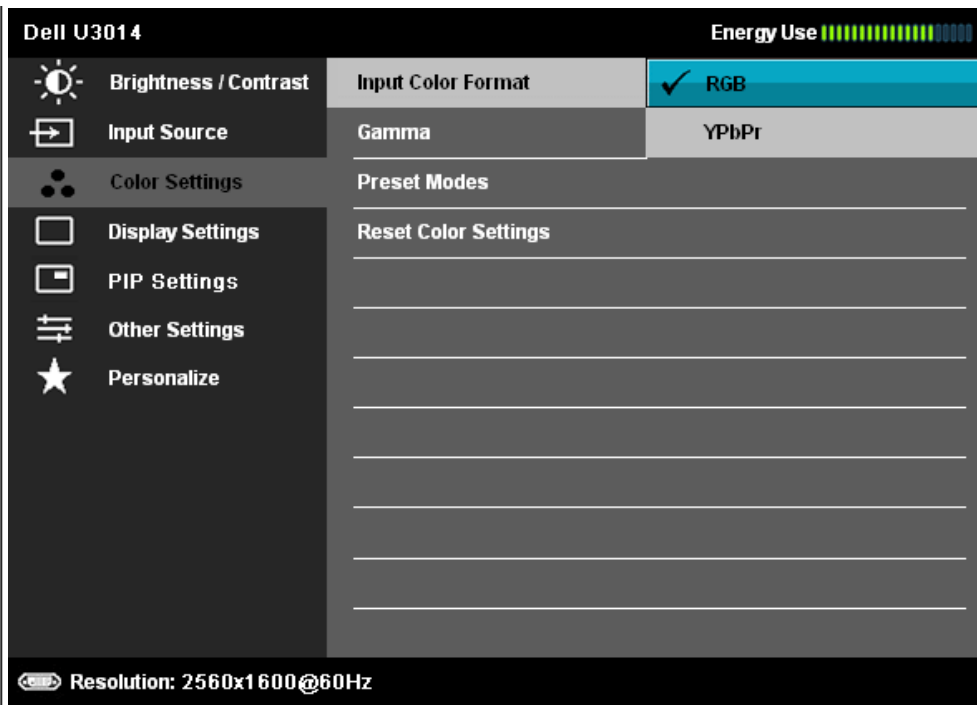 Dell U3014
Energy Use
Brightness / Contrast
Input Source
Color Settings
Display Settings
PIP Settings
Other Settings
Personalize
Input Color Format
Gamma
Preset Modes
Reset Color Settings
RGB
YPbPr
Resolution: 2560x1600@60Hz